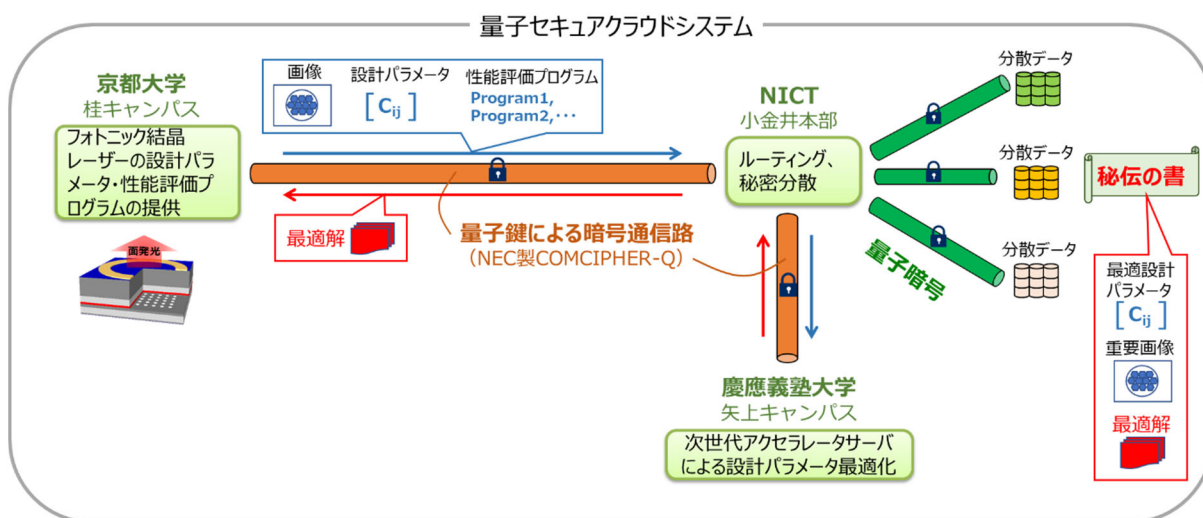 量子セキュアクラウドシステム
京都大学
桂キャンパス
フォトニック結晶
レーザーの設計パラ
メータ・性能評価プ
ログラムの提供
面発光
画像
設計パラメータ
[Cij]
性能評価プログラム
Program1,
Program2,･･･
最適解
量子鍵による暗号通信路
（NEC製COMCIPHER-Q）
NICT
小金井本部
ルーティング、
秘密分散
慶應義塾大学
矢上キャンパス
次世代アクセラレータサーバ
による設計パラメータ最適化
量子暗号
分散データ
分散データ
分散データ
秘伝の書
最適設計
パラメータ
[Cij]
重要画像
最適解